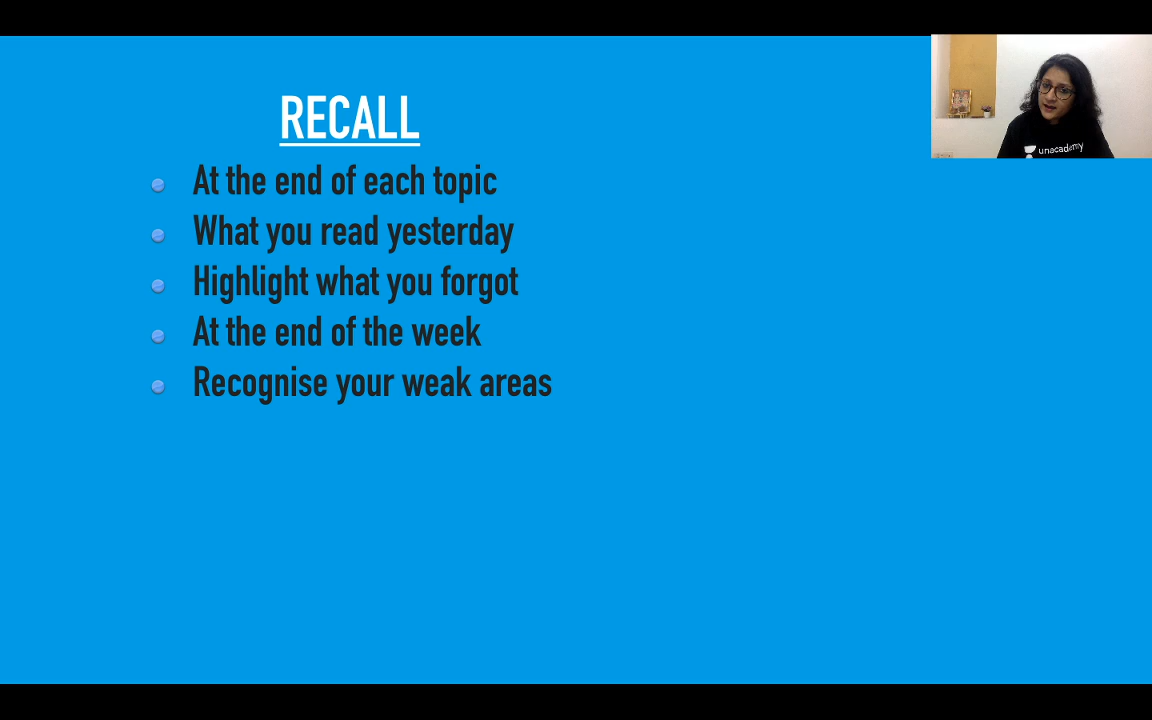 RECALL
At the end of each topic
What you read yesterday
Highlight what you forgot
At the end of the week
Recognise your weak areas
unacademy